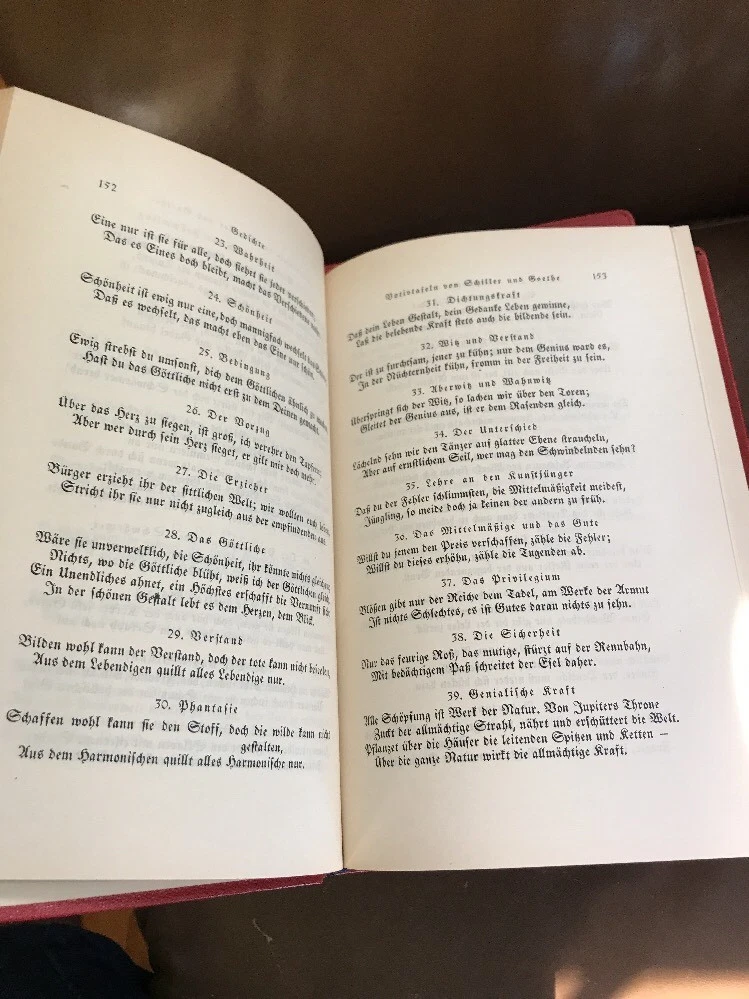 152
Gedichte
23. Wahrheit
Eine nur ist sie für alle, doch siehet sie jeder verschieden,
Das es Eines doch bleibt, macht das Verschiedene
24. Schönheit
Schönheit ist ewig nur eine, doch mannigfach wechselt das
Daß es wechselt, das macht eben das Eine nur schön.
25. Bedingung
Ewig strebst du umsonst, dich dem Göttlichen ähnlich zu machen,
Hast du das Göttliche nicht erst zu dem Deinen gemacht.
26. Der Vorzug
Über das Herz zu siegen, ist groß, ich verehre den Tapfern;
Aber wer durch sein Herz sieget, er gilt mir doch mehr.
27. Die Erzieher
Bürger erzieht ihr der sittlichen Welt; wir wollten euch
Stricht ihr sie nur nicht zugleich aus der empfindenden aus.
28. Das Göttliche
Wäre sie unverwelklich, die Schönheit, ihr könnte nichts gleichen;
Nichts, wo die Göttliche blüht, weiß ich der Göttlichen gleich.
Ein Unendliches ahnet, ein Höchstes erschafft die Vernunft sich;
In der schönen Gestalt lebt es dem Herzen, dem Blick.
29. Verstand
Bilden wohl kann der Verstand, doch der tote kann nicht beseelen,
Aus dem Lebendigen quillt alles Lebendige nur.
30. Phantasie
Schaffen wohl kann sie den Stoff, doch die wilde kann nicht
gestalten,
Aus dem Harmonischen quillt alles Harmonische nur.
Votivtafeln von Schiller und Goethe 153
31. Dichtungskraft
Daß dein Leben Gestalt, dein Gedanke Leben gewinne,
Laß die belebende Kraft stets auch die bildende sein.
32. Witz und Verstand
Der ist zu furchtsam, jener zu kühn; nur dem Genius ward es,
In der Nüchternheit kühn, fromm in der Freiheit zu sein.
33. Aberwitz und Wahnwitz
Überspringt sich der Witz, so lachen wir über den Toren;
Gleitet der Genius aus, ist er dem Rasenden gleich.
34. Der Unterschied
Lächelnd sehn wir den Tänzer auf glatter Ebene straucheln,
Aber auf ernstlichem Seil, wer mag den Schwindelnden sehn?
35. Lehre an den Kunstjünger
Daß du der Fehler schlimmsten, die Mittelmäßigkeit meidest,
Jüngling, so meide doch ja keinen der andern zu früh.
36. Das Mittelmäßige und das Gute
Willst du jenem den Preis verschaffen, zähle die Fehler;
Willst du dieses erhöhn, zähle die Tugenden ab.
37. Das Privilegium
Blößen gibt nur der Reiche dem Tadel, am Werke der Armut
Ist nichts Schlechtes, es ist Gutes daran nichts zu sehn.
38. Die Sicherheit
Nur das feurige Roß, das mutige, stürzt auf der Rennbahn,
Mit bedächtigem Paß schreitet der Esel daher.
39. Genialische Kraft
Alle Schöpfung ist Werk der Natur. Von Jupiters Throne
Zuckt der allmächtige Strahl, nährt und erschüttert die Welt.
Pflanzet über die Häuser die leitenden Spitzen und Ketten —
Über die ganze Natur wirkt die allmächtige Kraft.